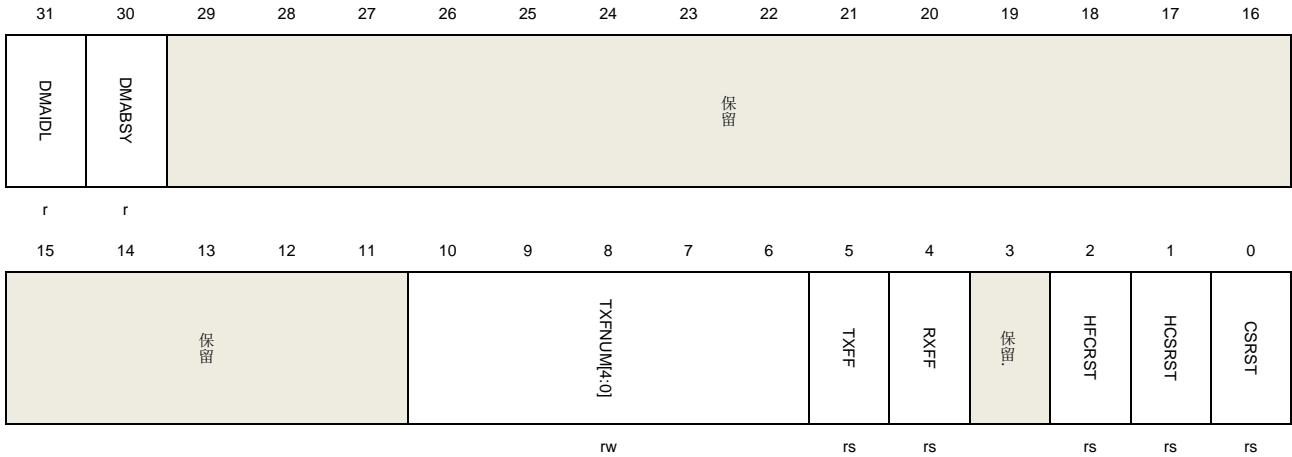 31 30 29 28 27 26 25 24 23 22 21 20 19 18 17 16
DMAIDL DMABSY 保留
r r
15 14 13 12 11 10 9 8 7 6 5 4 3 2 1 0
保留 TXFNUM[4:0] TXFF RXFF 保留. HFCRST HCSRST CSRST
rw rs rs rs rs rs